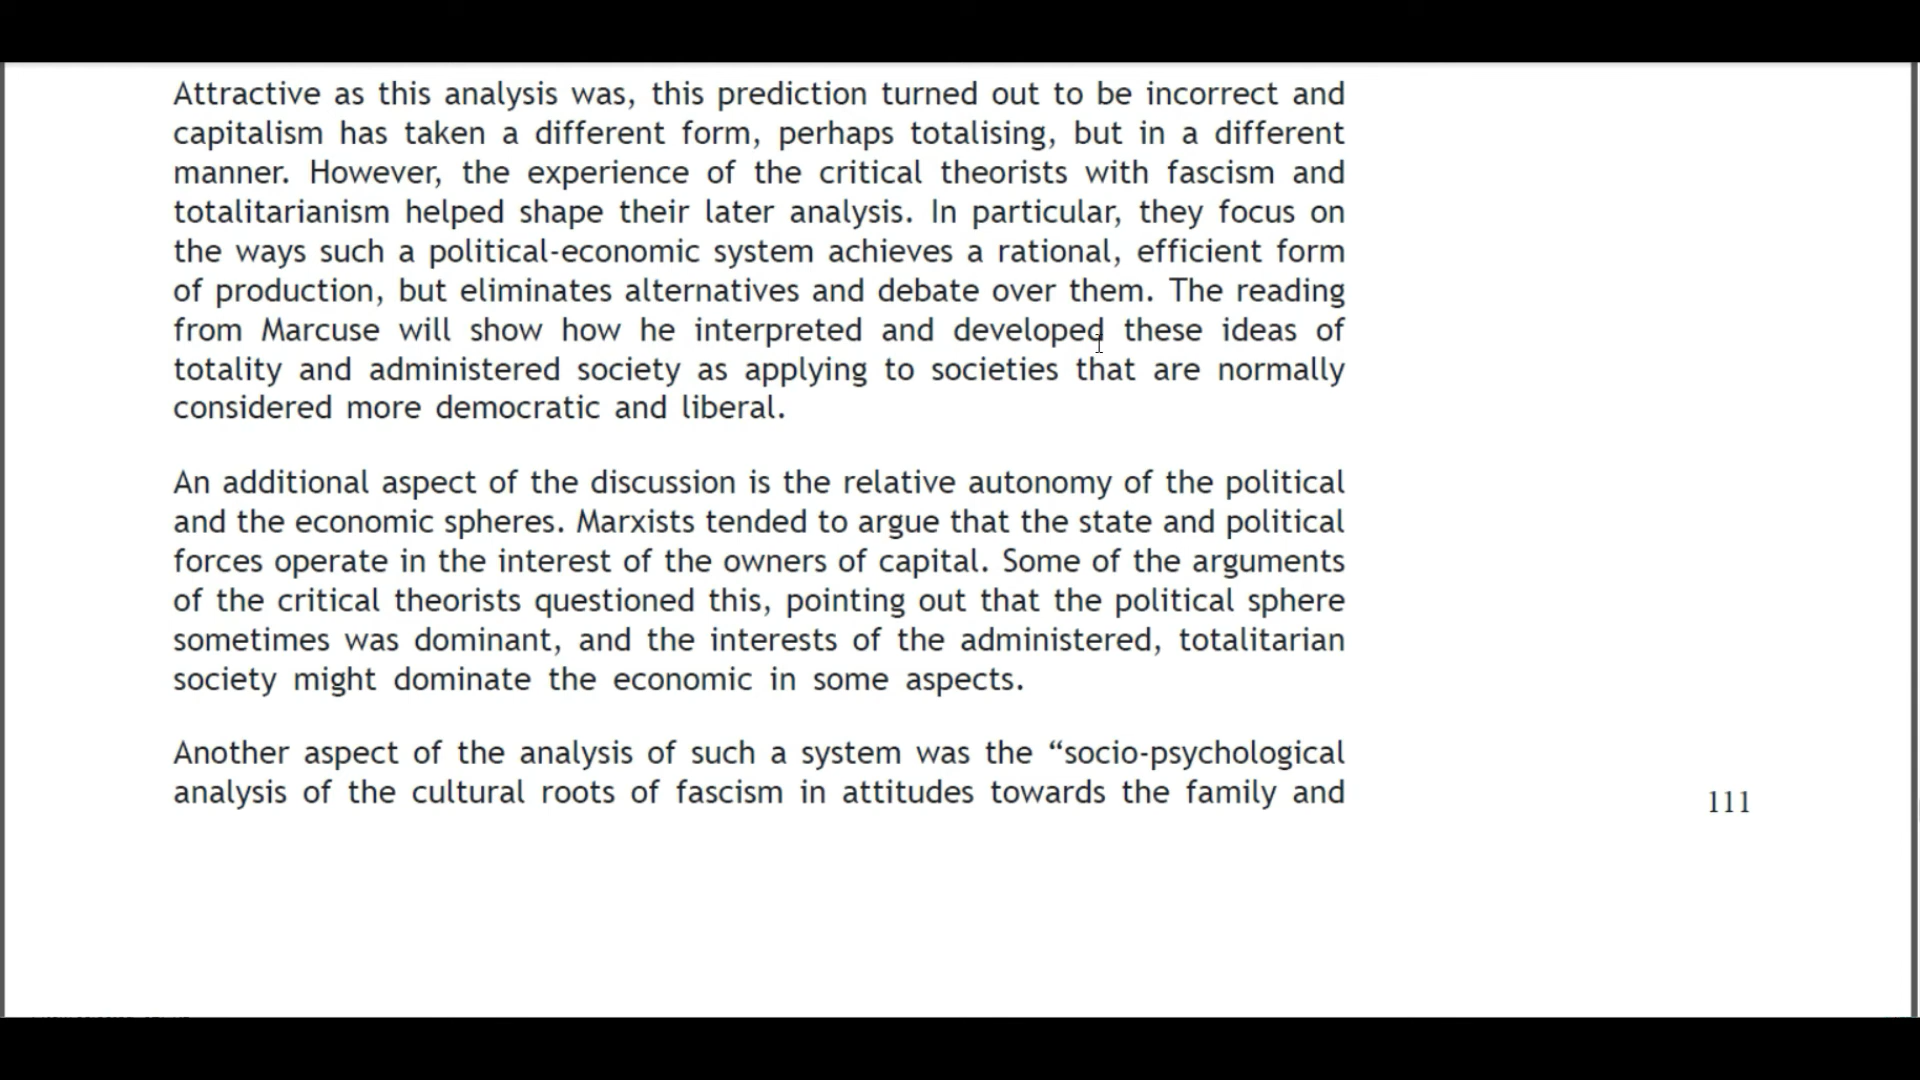 Attractive as this analysis was, this prediction turned out to be incorrect and
capitalism has taken a different form, perhaps totalising, but in a different
manner. However, the experience of the critical theorists with fascism and
totalitarianism helped shape their later analysis. In particular, they focus on
the ways such a political-economic system achieves a rational, efficient form
of production, but eliminates alternatives and debate over them. The reading
from Marcuse will show how he interpreted and developed these ideas of
totality and administered society as applying to societies that are normally
considered more democratic and liberal.
An additional aspect of the discussion is the relative autonomy of the political
and the economic spheres. Marxists tended to argue that the state and political
forces operate in the interest of the owners of capital. Some of the arguments
of the critical theorists questioned this, pointing out that the political sphere
sometimes was dominant, and the interests of the administered, totalitarian
society might dominate the economic in some aspects.
Another aspect of the analysis of such a system was the “socio-psychological
analysis of the cultural roots of fascism in attitudes towards the family and
111